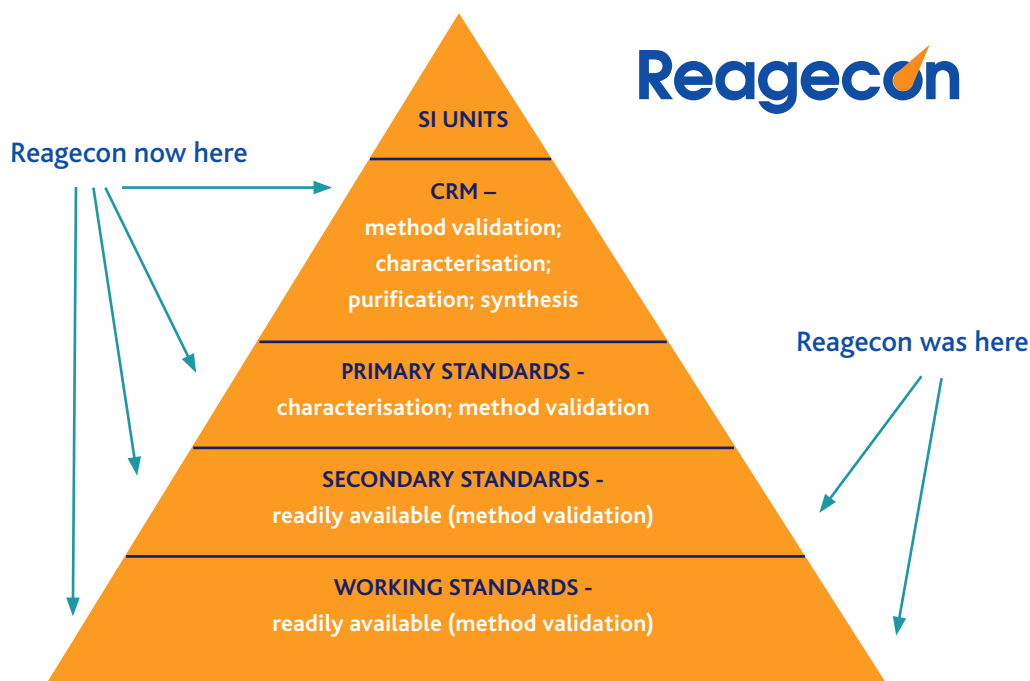 Reagecon
SI UNITS
Reagecon now here
CRM –
method validation;
characterisation;
purification; synthesis
Reagecon was here
PRIMARY STANDARDS -
characterisation; method validation
SECONDARY STANDARDS -
readily available (method validation)
WORKING STANDARDS -
readily available (method validation)